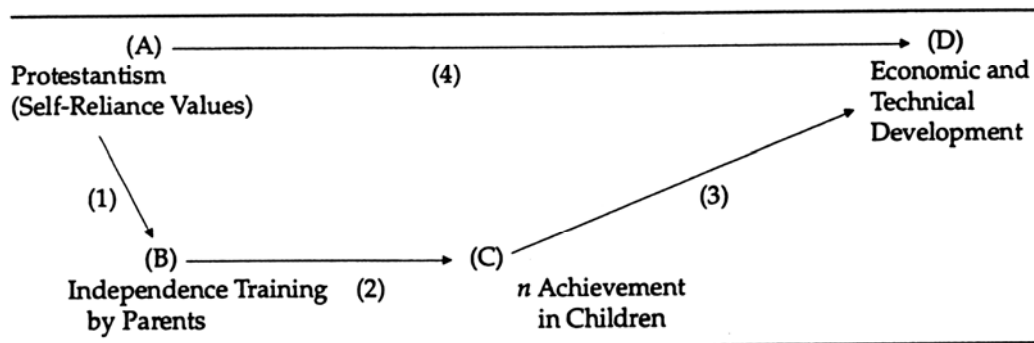 (A) (D)
(4)
Protestantism Economic and
(Self-Reliance Values) Technical
Development
(1) (3)
(B) (C)
Independence Training (2) n Achievement
by Parents in Children